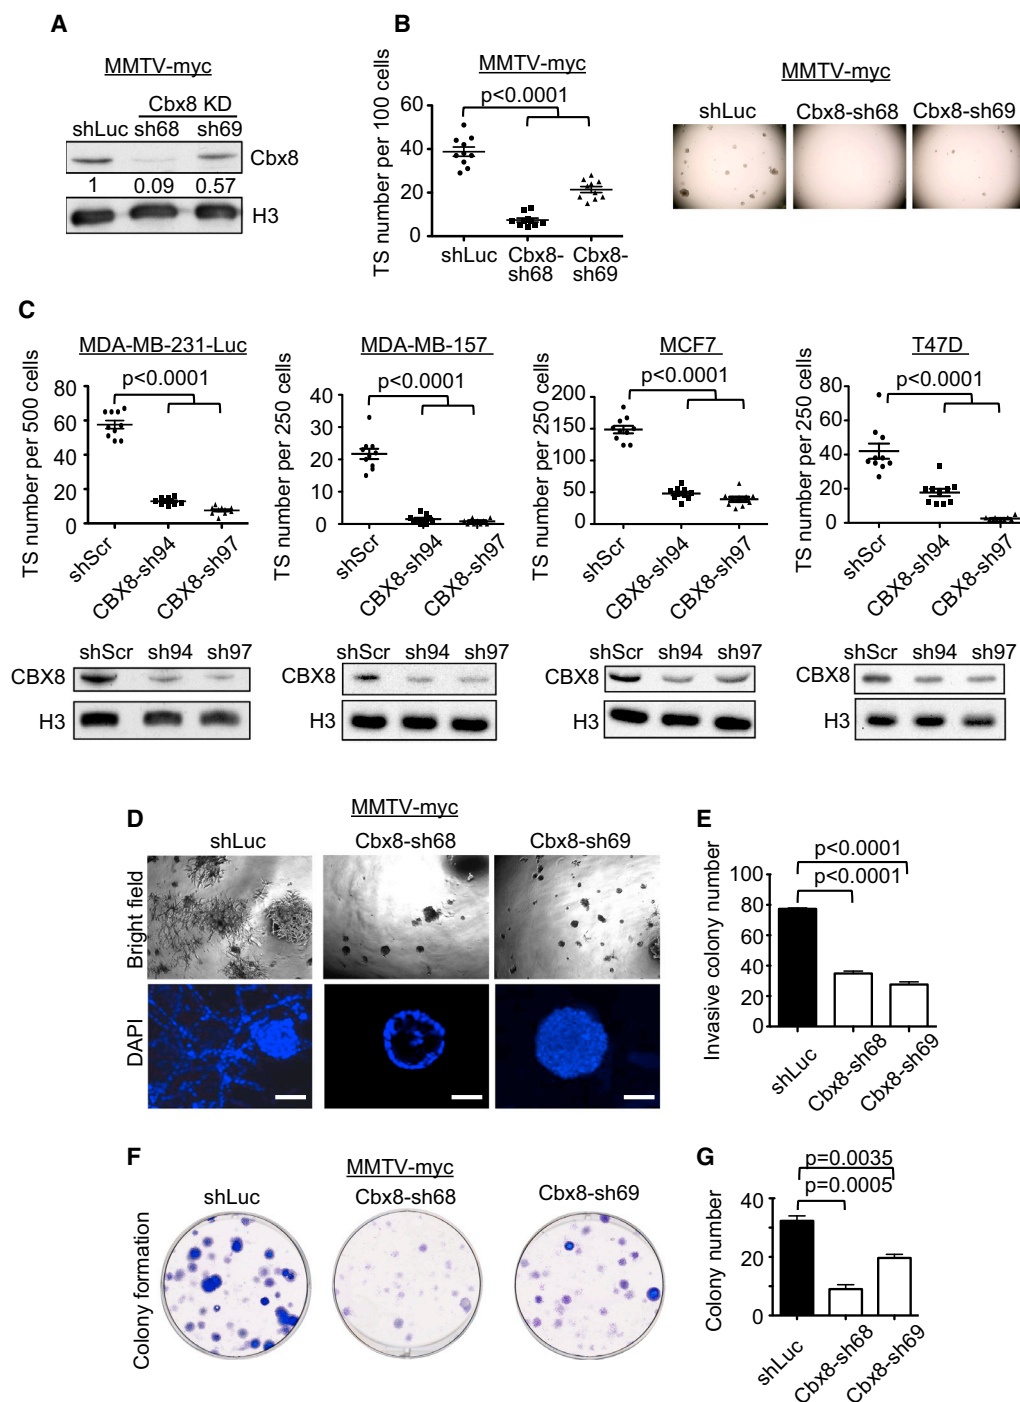 A
MMTV-myc
Cbx8 KD
shLuc sh68 sh69
Cbx8
1 0.09 0.57
H3
B
MMTV-myc
p<0.0001
TS number per 100 cells
60
40
20
0
shLuc
Cbx8-sh68
Cbx8-sh69
MMTV-myc
shLuc Cbx8-sh68 Cbx8-sh69
C
MDA-MB-231-Luc
p<0.0001
TS number per 500 cells
80
60
40
20
0
shScr
CBX8-sh94
CBX8-sh97
MDA-MB-157
p<0.0001
TS number per 250 cells
40
30
20
10
0
shScr
CBX8-sh94
CBX8-sh97
MCF7
p<0.0001
TS number per 250 cells
200
150
100
50
0
shScr
CBX8-sh94
CBX8-sh97
T47D
p<0.0001
TS number per 250 cells
80
60
40
20
0
shScr
CBX8-sh94
CBX8-sh97
shScr sh94 sh97
CBX8
H3
shScr sh94 sh97
CBX8
H3
shScr sh94 sh97
CBX8
H3
shScr sh94 sh97
CBX8
H3
D
MMTV-myc
shLuc Cbx8-sh68 Cbx8-sh69
Bright field
DAPI
E
p<0.0001
p<0.0001
Invasive colony number
100
80
60
40
20
0
shLuc
Cbx8-sh68
Cbx8-sh69
F
MMTV-myc
shLuc Cbx8-sh68 Cbx8-sh69
Colony formation
G
p=0.0035
p=0.0005
Colony number
40
20
0
shLuc
Cbx8-sh68
Cbx8-sh69